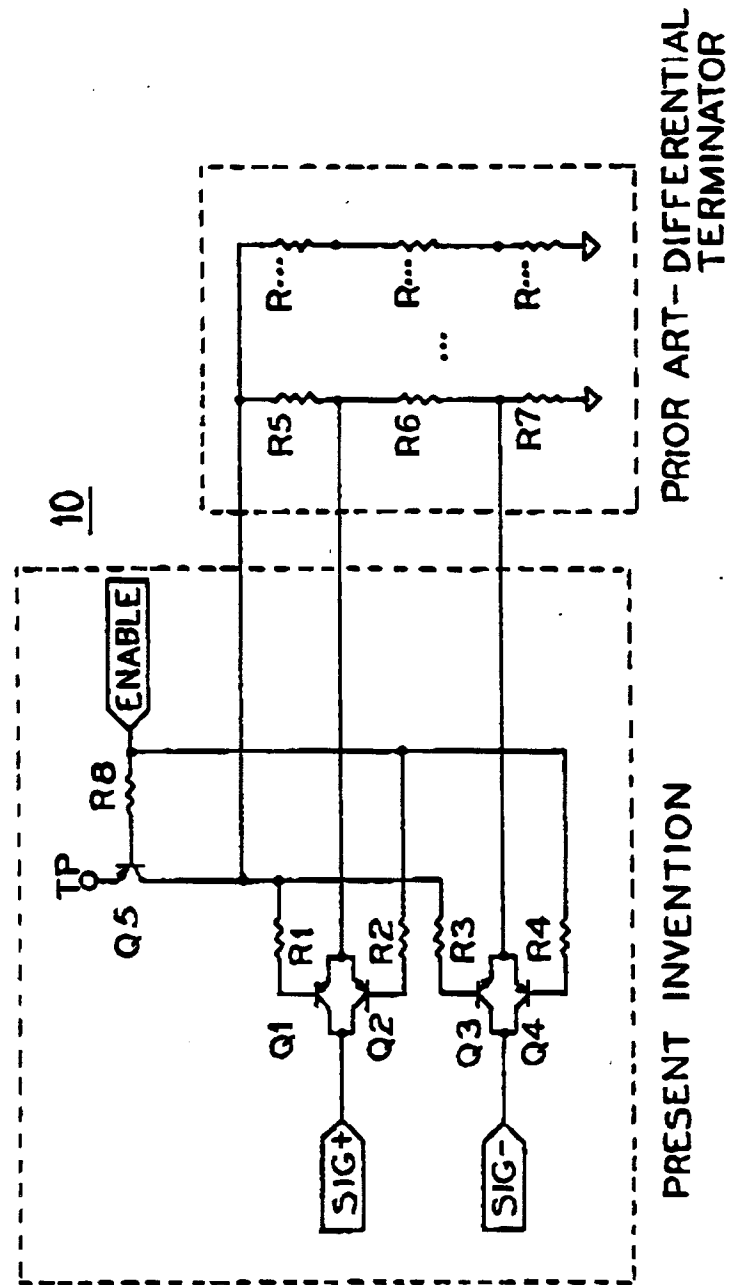 10
TP
Q5
R8
ENABLE
Q1
R1
Q2
R2
Q3
R3
Q4
R4
SIG+
SIG-
R5
R6
R7
R...
R...
R...
...
PRESENT INVENTION
PRIOR ART-DIFFERENTIAL
TERMINATOR